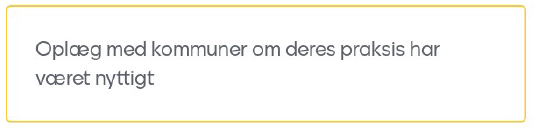 Oplæg med kommuner om deres praksis har
været nyttigt